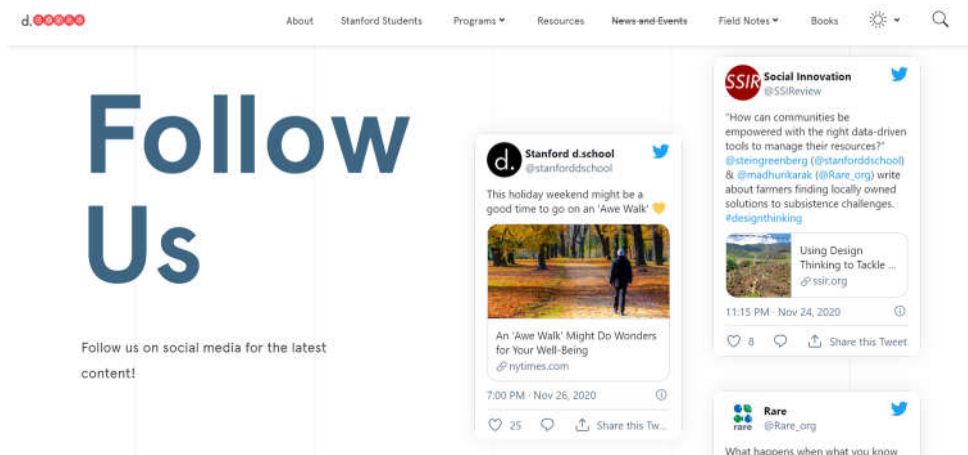 d.school
About Stanford Students Programs Resources News and Events Field Notes Books
Follow
Us
Follow us on social media for the latest
content!
Stanford d.school
@stanforddschool
This holiday weekend might be a
good time to go on an 'Awe Walk' 💛
An 'Awe Walk' Might Do Wonders
for Your Well-Being
nytimes.com
7:00 PM · Nov 26, 2020
25 Share this Tw...
SSIR
Social Innovation
@SSIReview
"How can communities be
empowered with the right data-driven
tools to manage their resources?"
@steingreenberg (@stanforddschool)
& @madhurikarak (@Rare_org) write
about farmers finding locally owned
solutions to subsistence challenges.
#designthinking
Using Design
Thinking to Tackle ...
ssir.org
11:15 PM · Nov 24, 2020
8 Share this Tweet
rare
Rare
@Rare_org
What happens when what you know